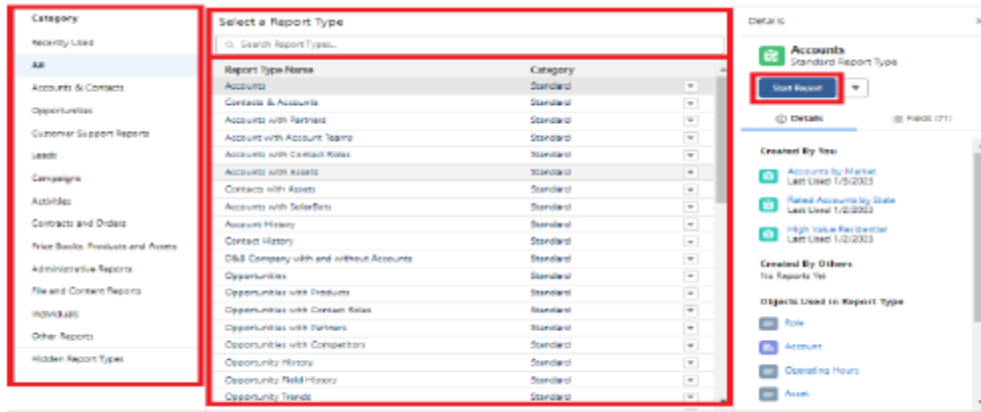 Category
Recently Used
All
Accounts & Contacts
Opportunities
Customer Support Reports
Leads
Campaigns
Activities
Contracts and Orders
Price Books, Products and Assets
Administrative Reports
File and Content Reports
Individuals
Other Reports
Hidden Report Types
Select a Report Type
Search Report Types...
Report Type Name Category
Accounts Standard
Contacts & Accounts Standard
Accounts with Partners Standard
Account with Account Teams Standard
Accounts with Contact Roles Standard
Accounts with Assets Standard
Contacts with Assets Standard
Accounts with SolarBots Standard
Account History Standard
Contact History Standard
D&B Company with and without Accounts Standard
Opportunities Standard
Opportunities with Products Standard
Opportunities with Contact Roles Standard
Opportunities with Partners Standard
Opportunities with Competitors Standard
Opportunity History Standard
Opportunity Field History Standard
Opportunity Trends Standard
Details
Accounts
Standard Report Type
Start Report
Details Fields (71)
Created By You
Accounts by Market
Last Used 1/5/2023
Rated Accounts by State
Last Used 1/2/2023
High Value Residential
Last Used 1/2/2023
Created By Others
No Reports Yet
Objects Used in Report Type
Role
Account
Operating Hours
Asset